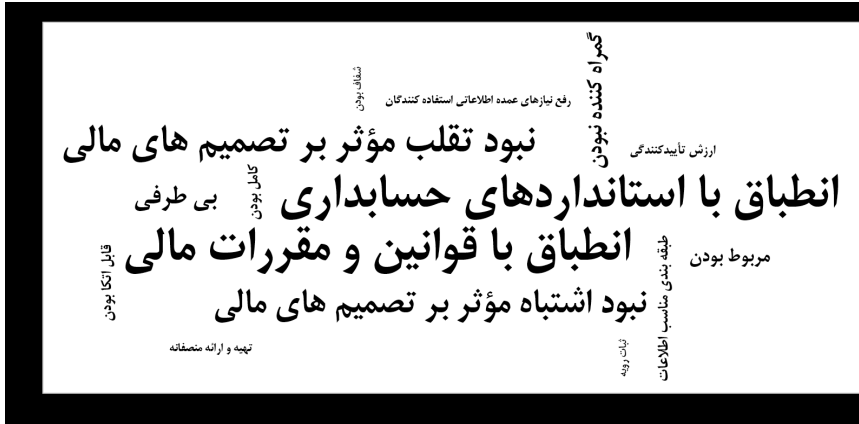 گمراه کننده نبودن
شفاف بودن
رفع نیازهای عمده اطلاعاتی استفاده کنندگان
نبود تقلب مؤثر بر تصمیم های مالی
ارزش تأییدکنندگی
انطباق با استانداردهای حسابداری
کامل بودن
بی طرفی
انطباق با قوانین و مقررات مالی
طبقه بندی مناسب اطلاعات
مربوط بودن
قابل اتکا بودن
نبود اشتباه مؤثر بر تصمیم های مالی
ثبات رویه
تهیه و ارائه منصفانه